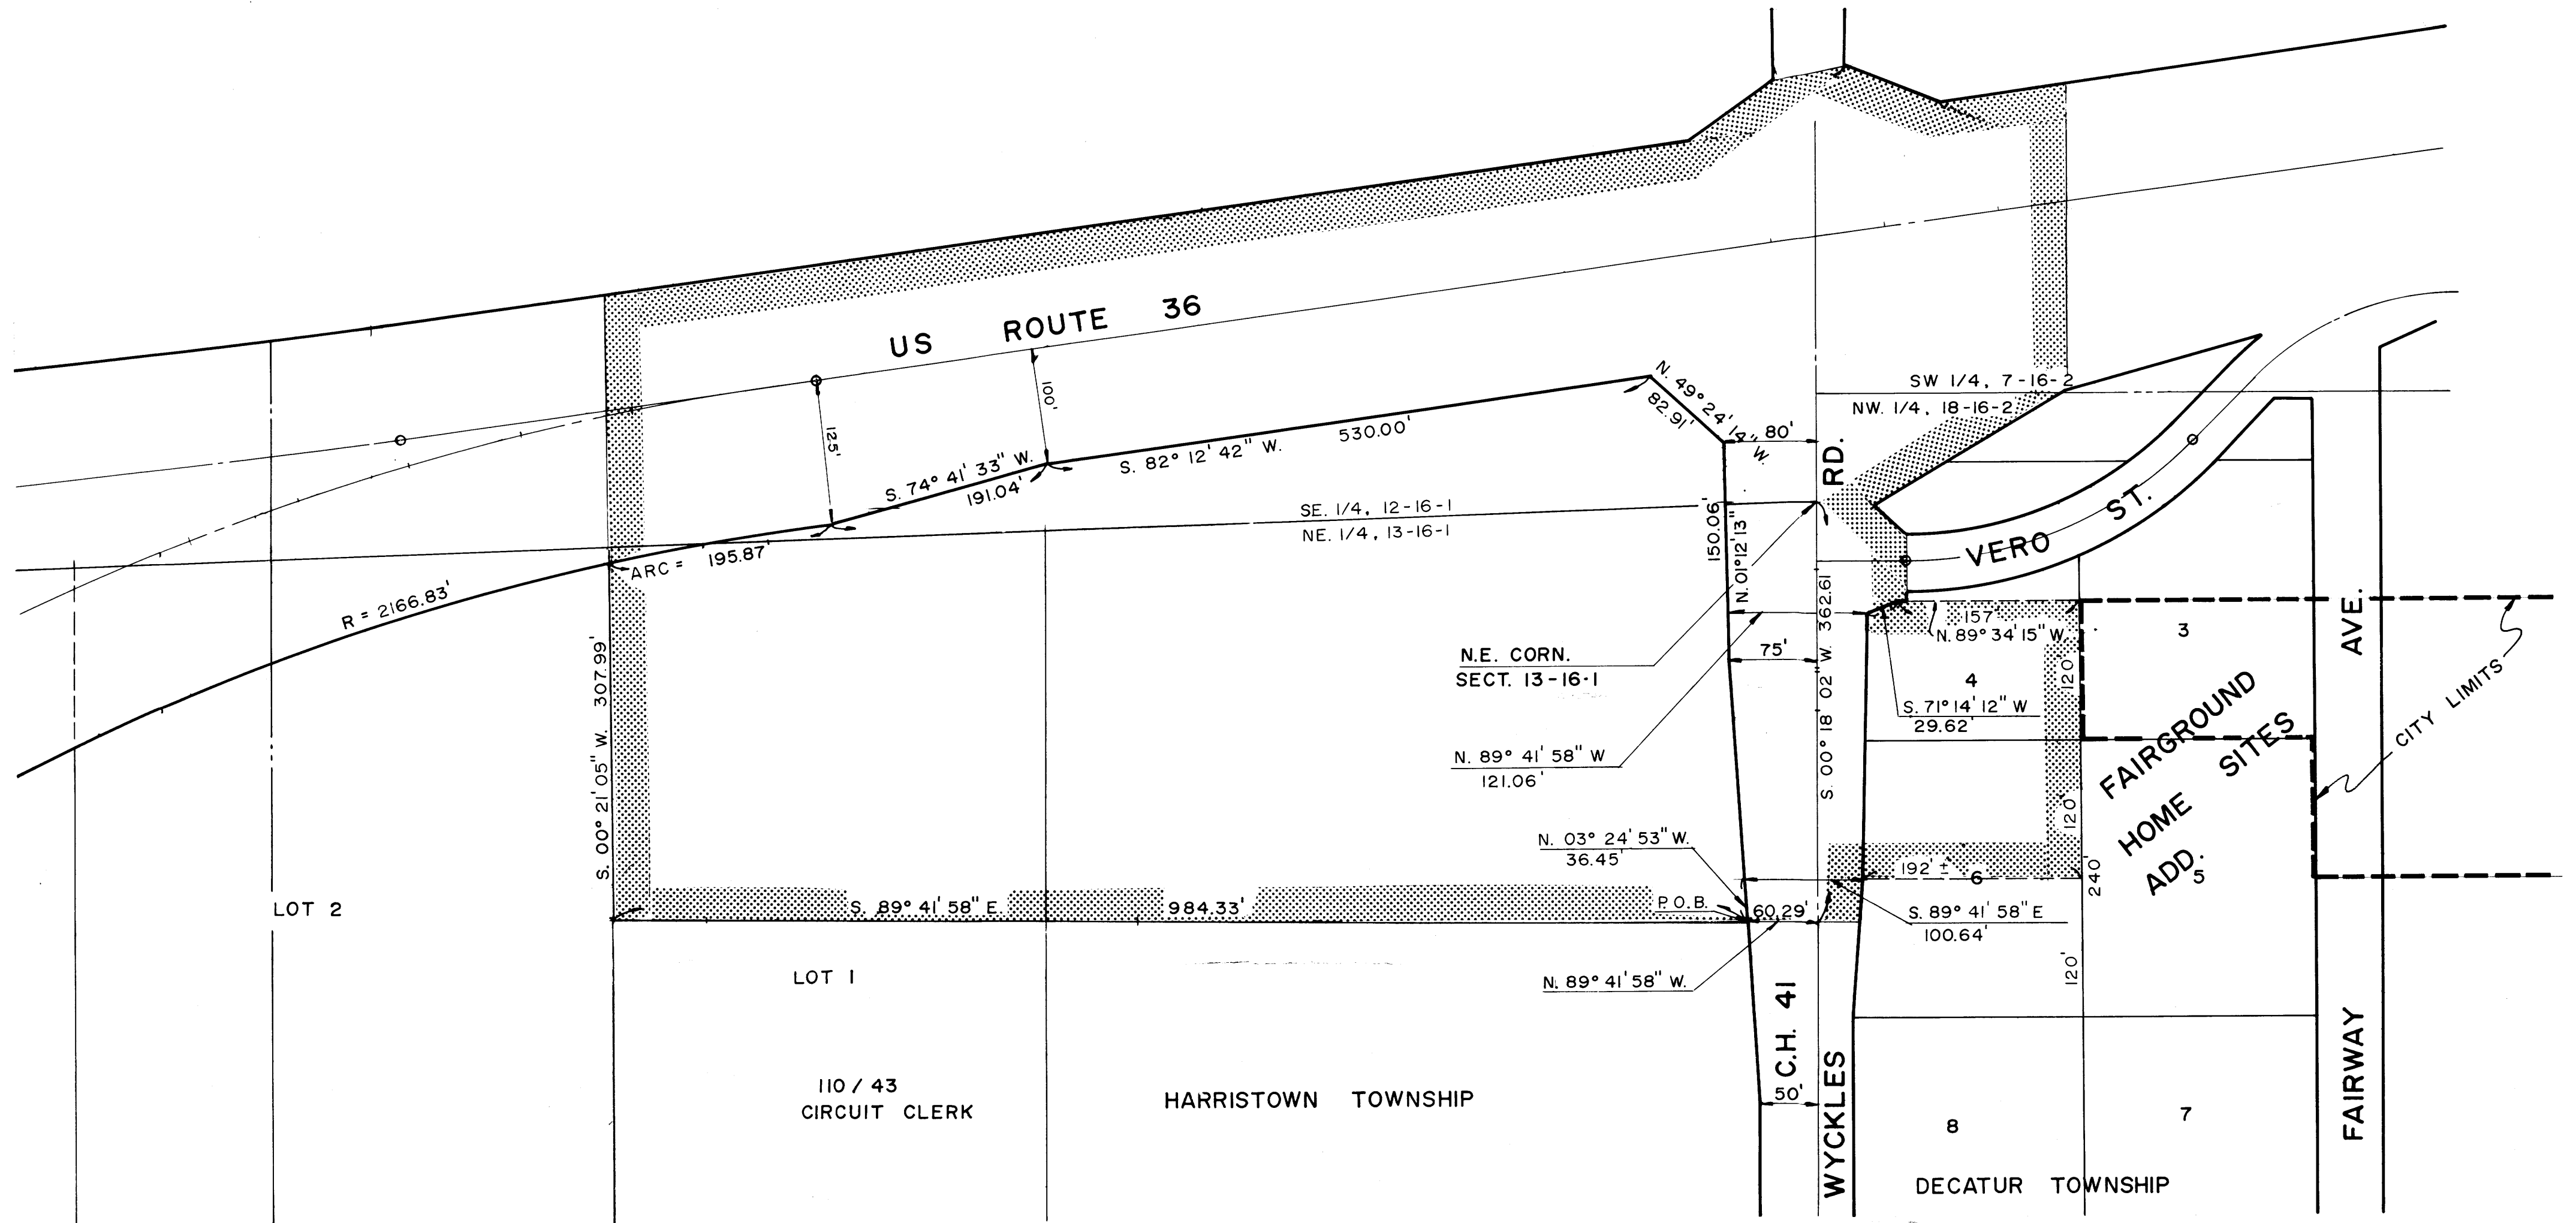 US ROUTE 36
100'
125'
N. 49° 24' 14" W.
82.91'
80'
SW 1/4, 7-16-2
NW. 1/4, 18-16-2
RD.
530.00'
S. 82° 12' 42" W.
S. 74° 41' 33" W.
191.04'
SE. 1/4, 12-16-1
NE. 1/4, 13-16-1
150.06'
N. 01° 12' 13"
VERO ST.
ARC = 195.87'
R = 2166.83'
S. 00° 21' 05" W. 307.99'
S. 00° 18' 02" W. 362.61
157'
N. 89° 34' 15" W.
3
AVE.
N.E. CORN.
SECT. 13-16-1
75'
120'
4
S. 71° 14' 12" W
29.62'
CITY LIMITS
FAIRGROUND
HOME SITES
ADD.
N. 89° 41' 58" W
121.06'
120'
N. 03° 24' 53" W.
36.45'
192' ±
6
240'
5
LOT 2
S. 89° 41' 58" E
984.33'
P.O.B.
60.29'
S. 89° 41' 58" E
100.64'
120'
LOT 1
N. 89° 41' 58" W.
C.H. 41
110 / 43
CIRCUIT CLERK
HARRISTOWN TOWNSHIP
50'
WYCKLES
8
7
FAIRWAY
DECATUR TOWNSHIP